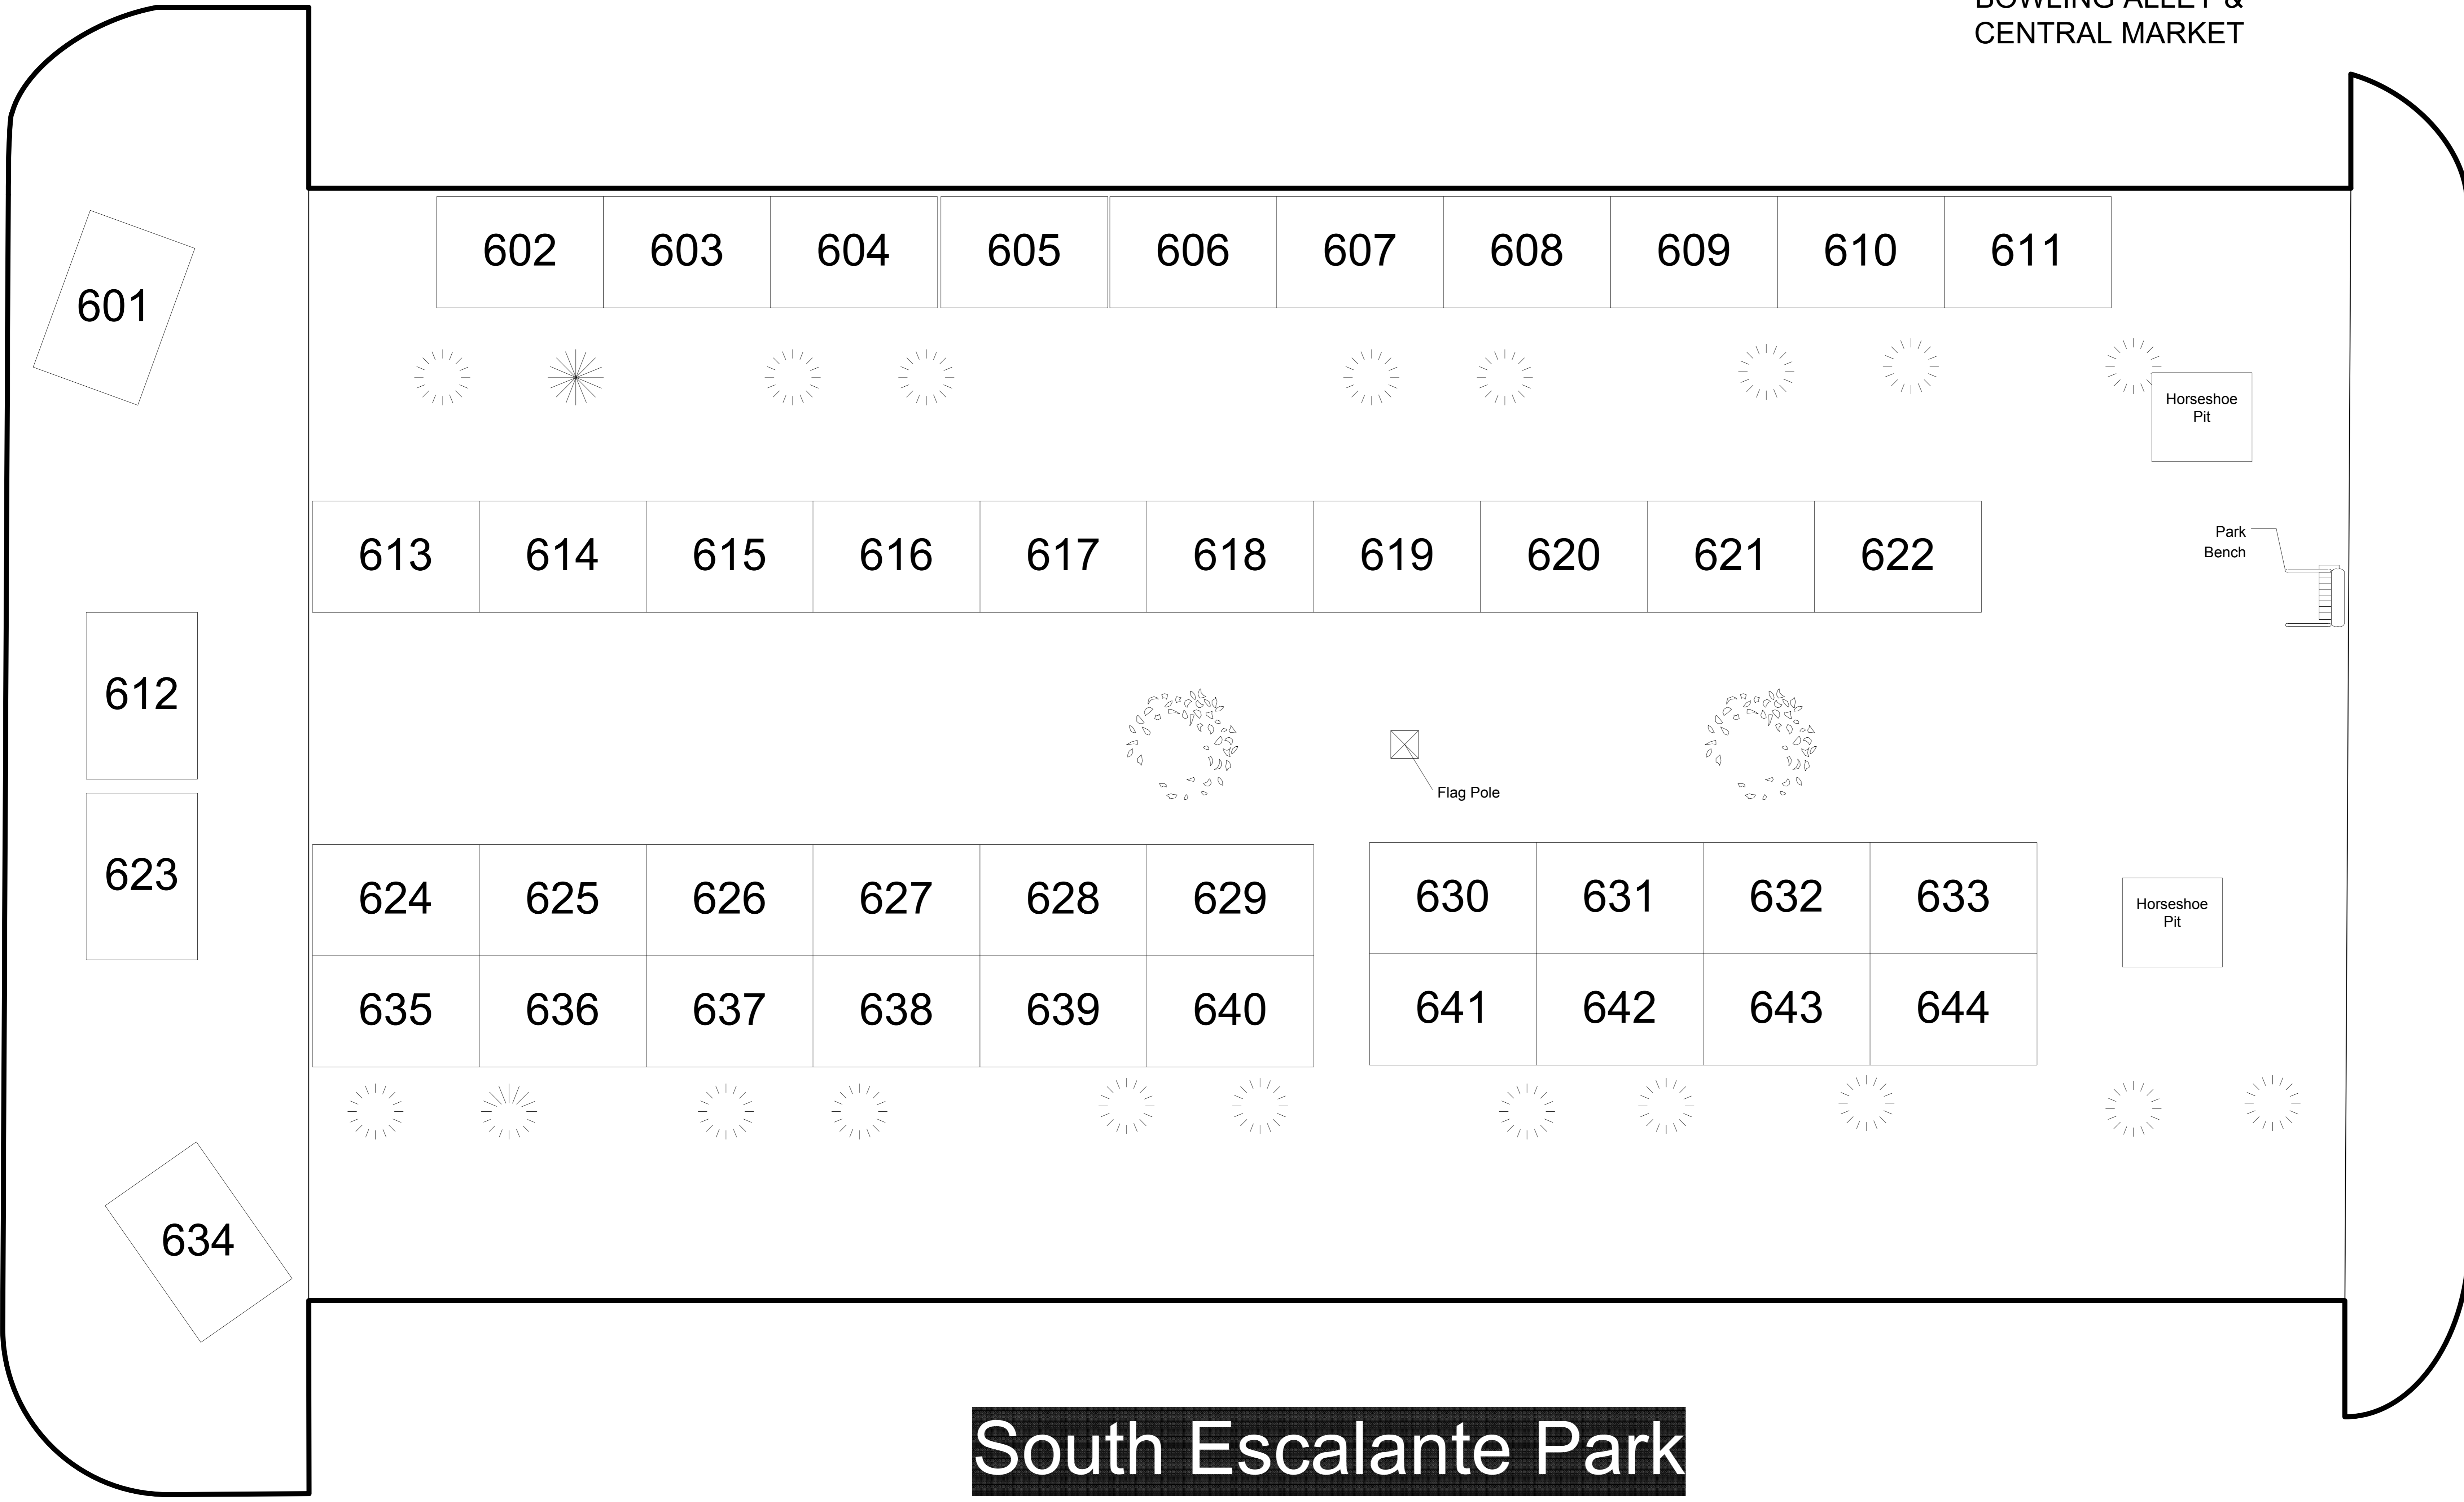 BOWLING ALLEY &
CENTRAL MARKET
601
602 603 604 605 606 607 608 609 610 611
Horseshoe
Pit
613 614 615 616 617 618 619 620 621 622
Park
Bench
612
Flag Pole
623
624 625 626 627 628 629 630 631 632 633
Horseshoe
Pit
635 636 637 638 639 640 641 642 643 644
634
South Escalante Park